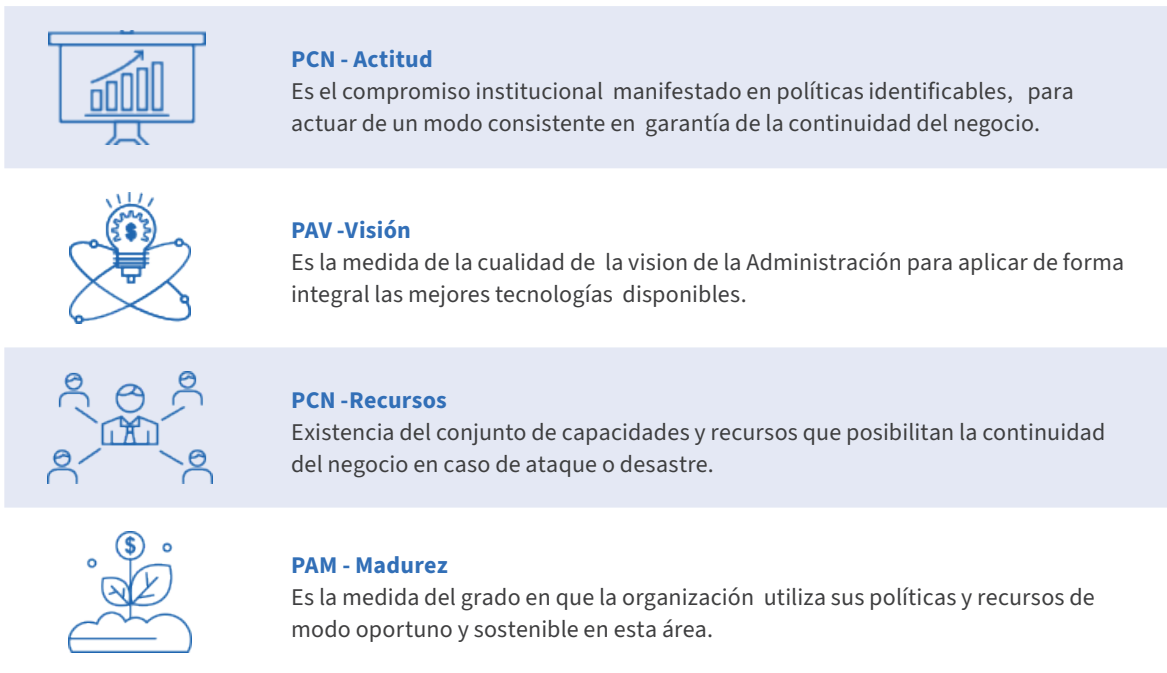 PCN - Actitud
Es el compromiso institucional manifestado en políticas identificables, para
actuar de un modo consistente en garantía de la continuidad del negocio.
$
PAV -Visión
Es la medida de la cualidad de la vision de la Administración para aplicar de forma
integral las mejores tecnologías disponibles.
PCN -Recursos
Existencia del conjunto de capacidades y recursos que posibilitan la continuidad
del negocio en caso de ataque o desastre.
$
PAM - Madurez
Es la medida del grado en que la organización utiliza sus políticas y recursos de
modo oportuno y sostenible en esta área.